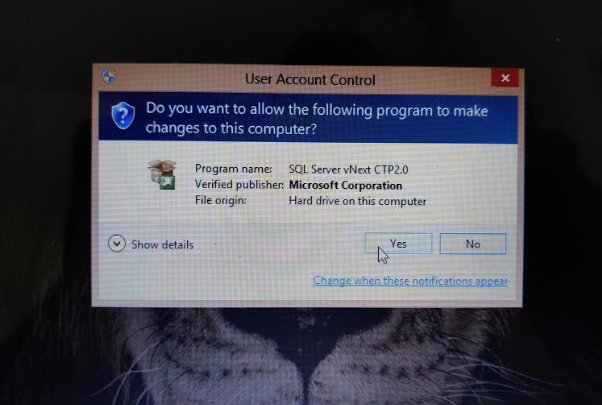 User Account Control
Do you want to allow the following program to make
changes to this computer?
Program name: SQL Server vNext CTP2.0
Verified publisher: Microsoft Corporation
File origin: Hard drive on this computer
Show details
Yes
No
Change when these notifications appear